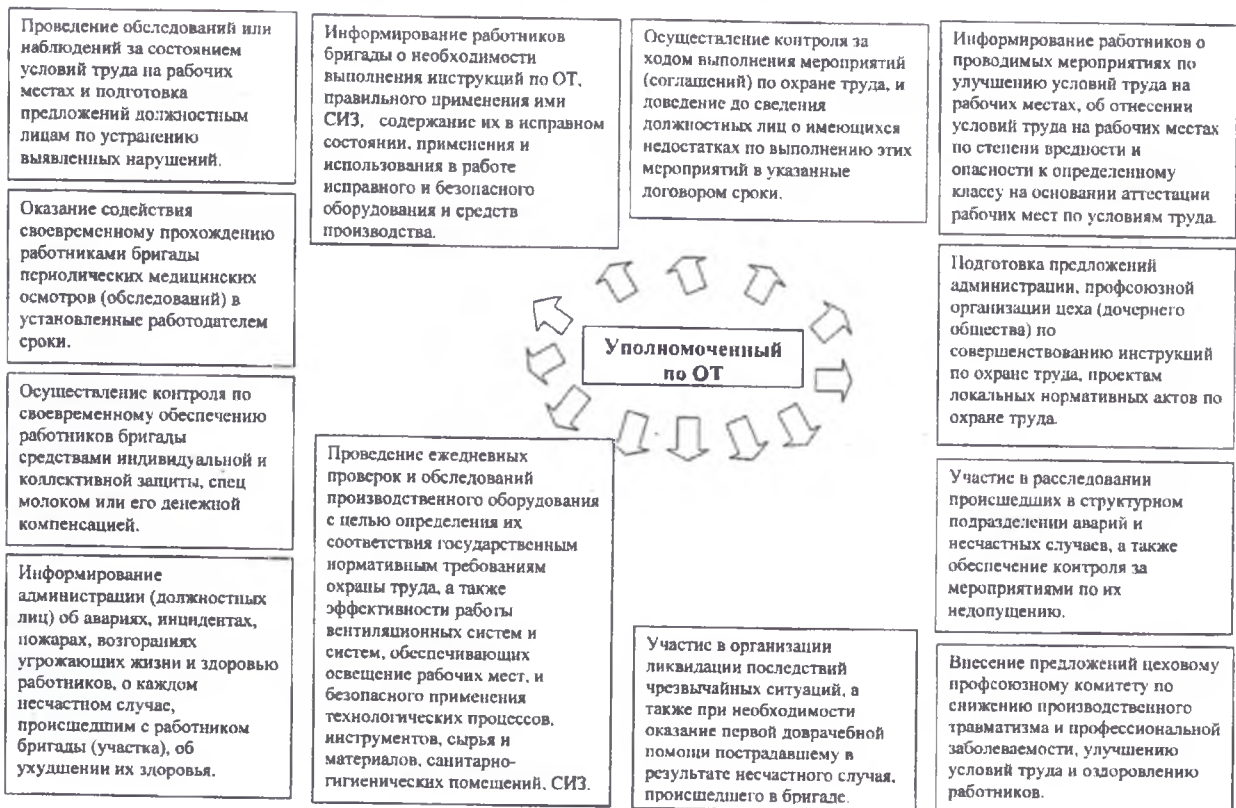 Проведение обследований или
наблюдений за состоянием
условий труда на рабочих
местах и подготовка
предложений должностным
лицам по устранению
выявленных нарушений.
Оказание содействия
своевременному прохождению
работниками бригады
периодических медицинских
осмотров (обследований) в
установленные работодателем
сроки.
Осуществление контроля по
своевременному обеспечению
работников бригады
средствами индивидуальной и
коллективной защиты, спец
молоком или его денежной
компенсацией.
Информирование
администрации (должностных
лиц) об авариях, инцидентах,
пожарах, возгораниях
угрожающих жизни и здоровью
работников, о каждом
несчастном случае,
происшедшим с работником
бригады (участка), об
ухудшении их здоровья.
Информирование работников
бригады о необходимости
выполнения инструкций по ОТ,
правильного применения ими
СИЗ, содержание их в исправном
состоянии, применения и
использования в работе
исправного и безопасного
оборудования и средств
производства.
Осуществление контроля за
ходом выполнения мероприятий
(соглашений) по охране труда, и
доведение до сведения
должностных лиц о имеющихся
недостатках по выполнению этих
мероприятий в указанные
договором сроки.
Уполномоченный
по ОТ
Проведение ежедневных
проверок и обследований
производственного оборудования
с целью определения их
соответствия государственным
нормативным требованиям
охраны труда, а также
эффективности работы
вентиляционных систем и
систем, обеспечивающих
освещение рабочих мест, и
безопасного применения
технологических процессов,
инструментов, сырья и
материалов, санитарно-
гигиенических помещений, СИЗ.
Участие в организации
ликвидации последствий
чрезвычайных ситуаций, а
также при необходимости
оказание первой доврачебной
помощи пострадавшему в
результате несчастного случая,
происшедшего в бригаде.
Информирование работников о
проводимых мероприятиях по
улучшению условий труда на
рабочих местах, об отнесении
условий труда на рабочих местах
по степени вредности и
опасности к определенному
классу на основании аттестации
рабочих мест по условиям труда.
Подготовка предложений
администрации, профсоюзной
организации цеха (дочернего
общества) по
совершенствованию инструкций
по охране труда, проектам
локальных нормативных актов по
охране труда.
Участие в расследовании
происшедших в структурном
подразделении аварий и
несчастных случаев, а также
обеспечение контроля за
мероприятиями по их
недопущению.
Внесение предложений цеховому
профсоюзному комитету по
снижению производственного
травматизма и профессиональной
заболеваемости, улучшению
условий труда и оздоровлению
работников.